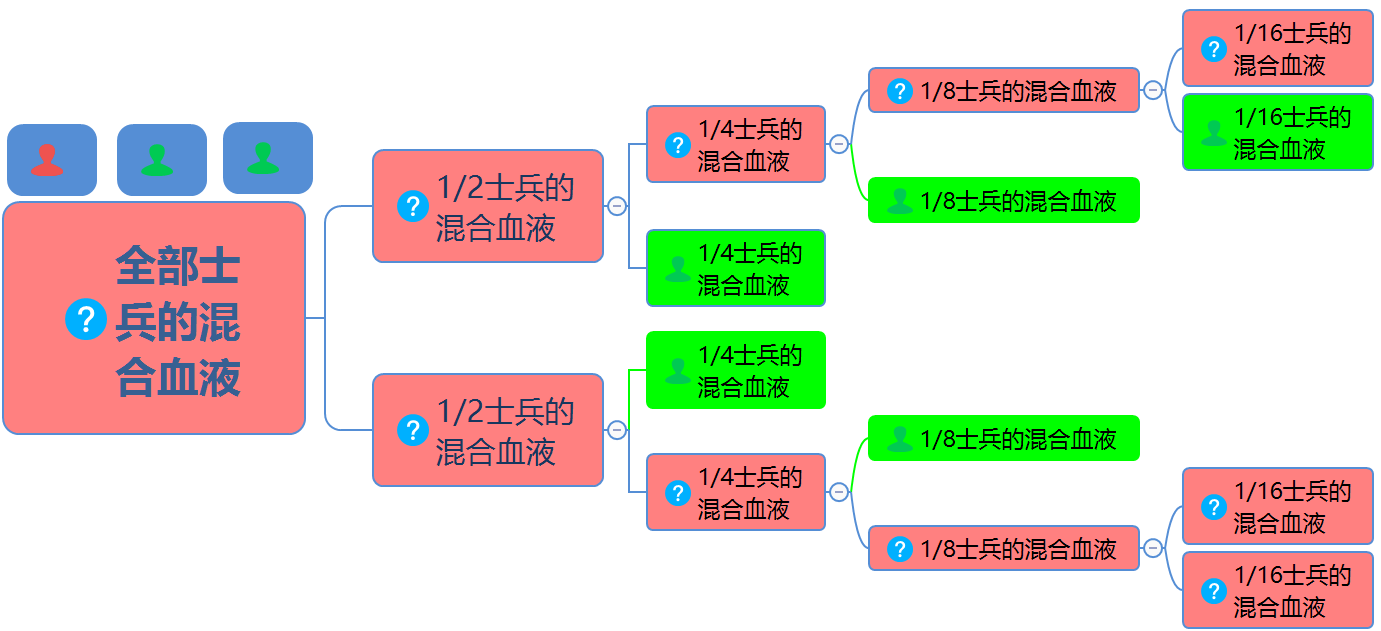 全部士
兵的混
合血液
1/2士兵的
混合血液
1/4士兵的
混合血液
1/8士兵的混合血液
1/16士兵的
混合血液
1/16士兵的
混合血液
1/8士兵的混合血液
1/4士兵的
混合血液
1/2士兵的
混合血液
1/4士兵的
混合血液
1/4士兵的
混合血液
1/8士兵的混合血液
1/8士兵的混合血液
1/16士兵的
混合血液
1/16士兵的
混合血液